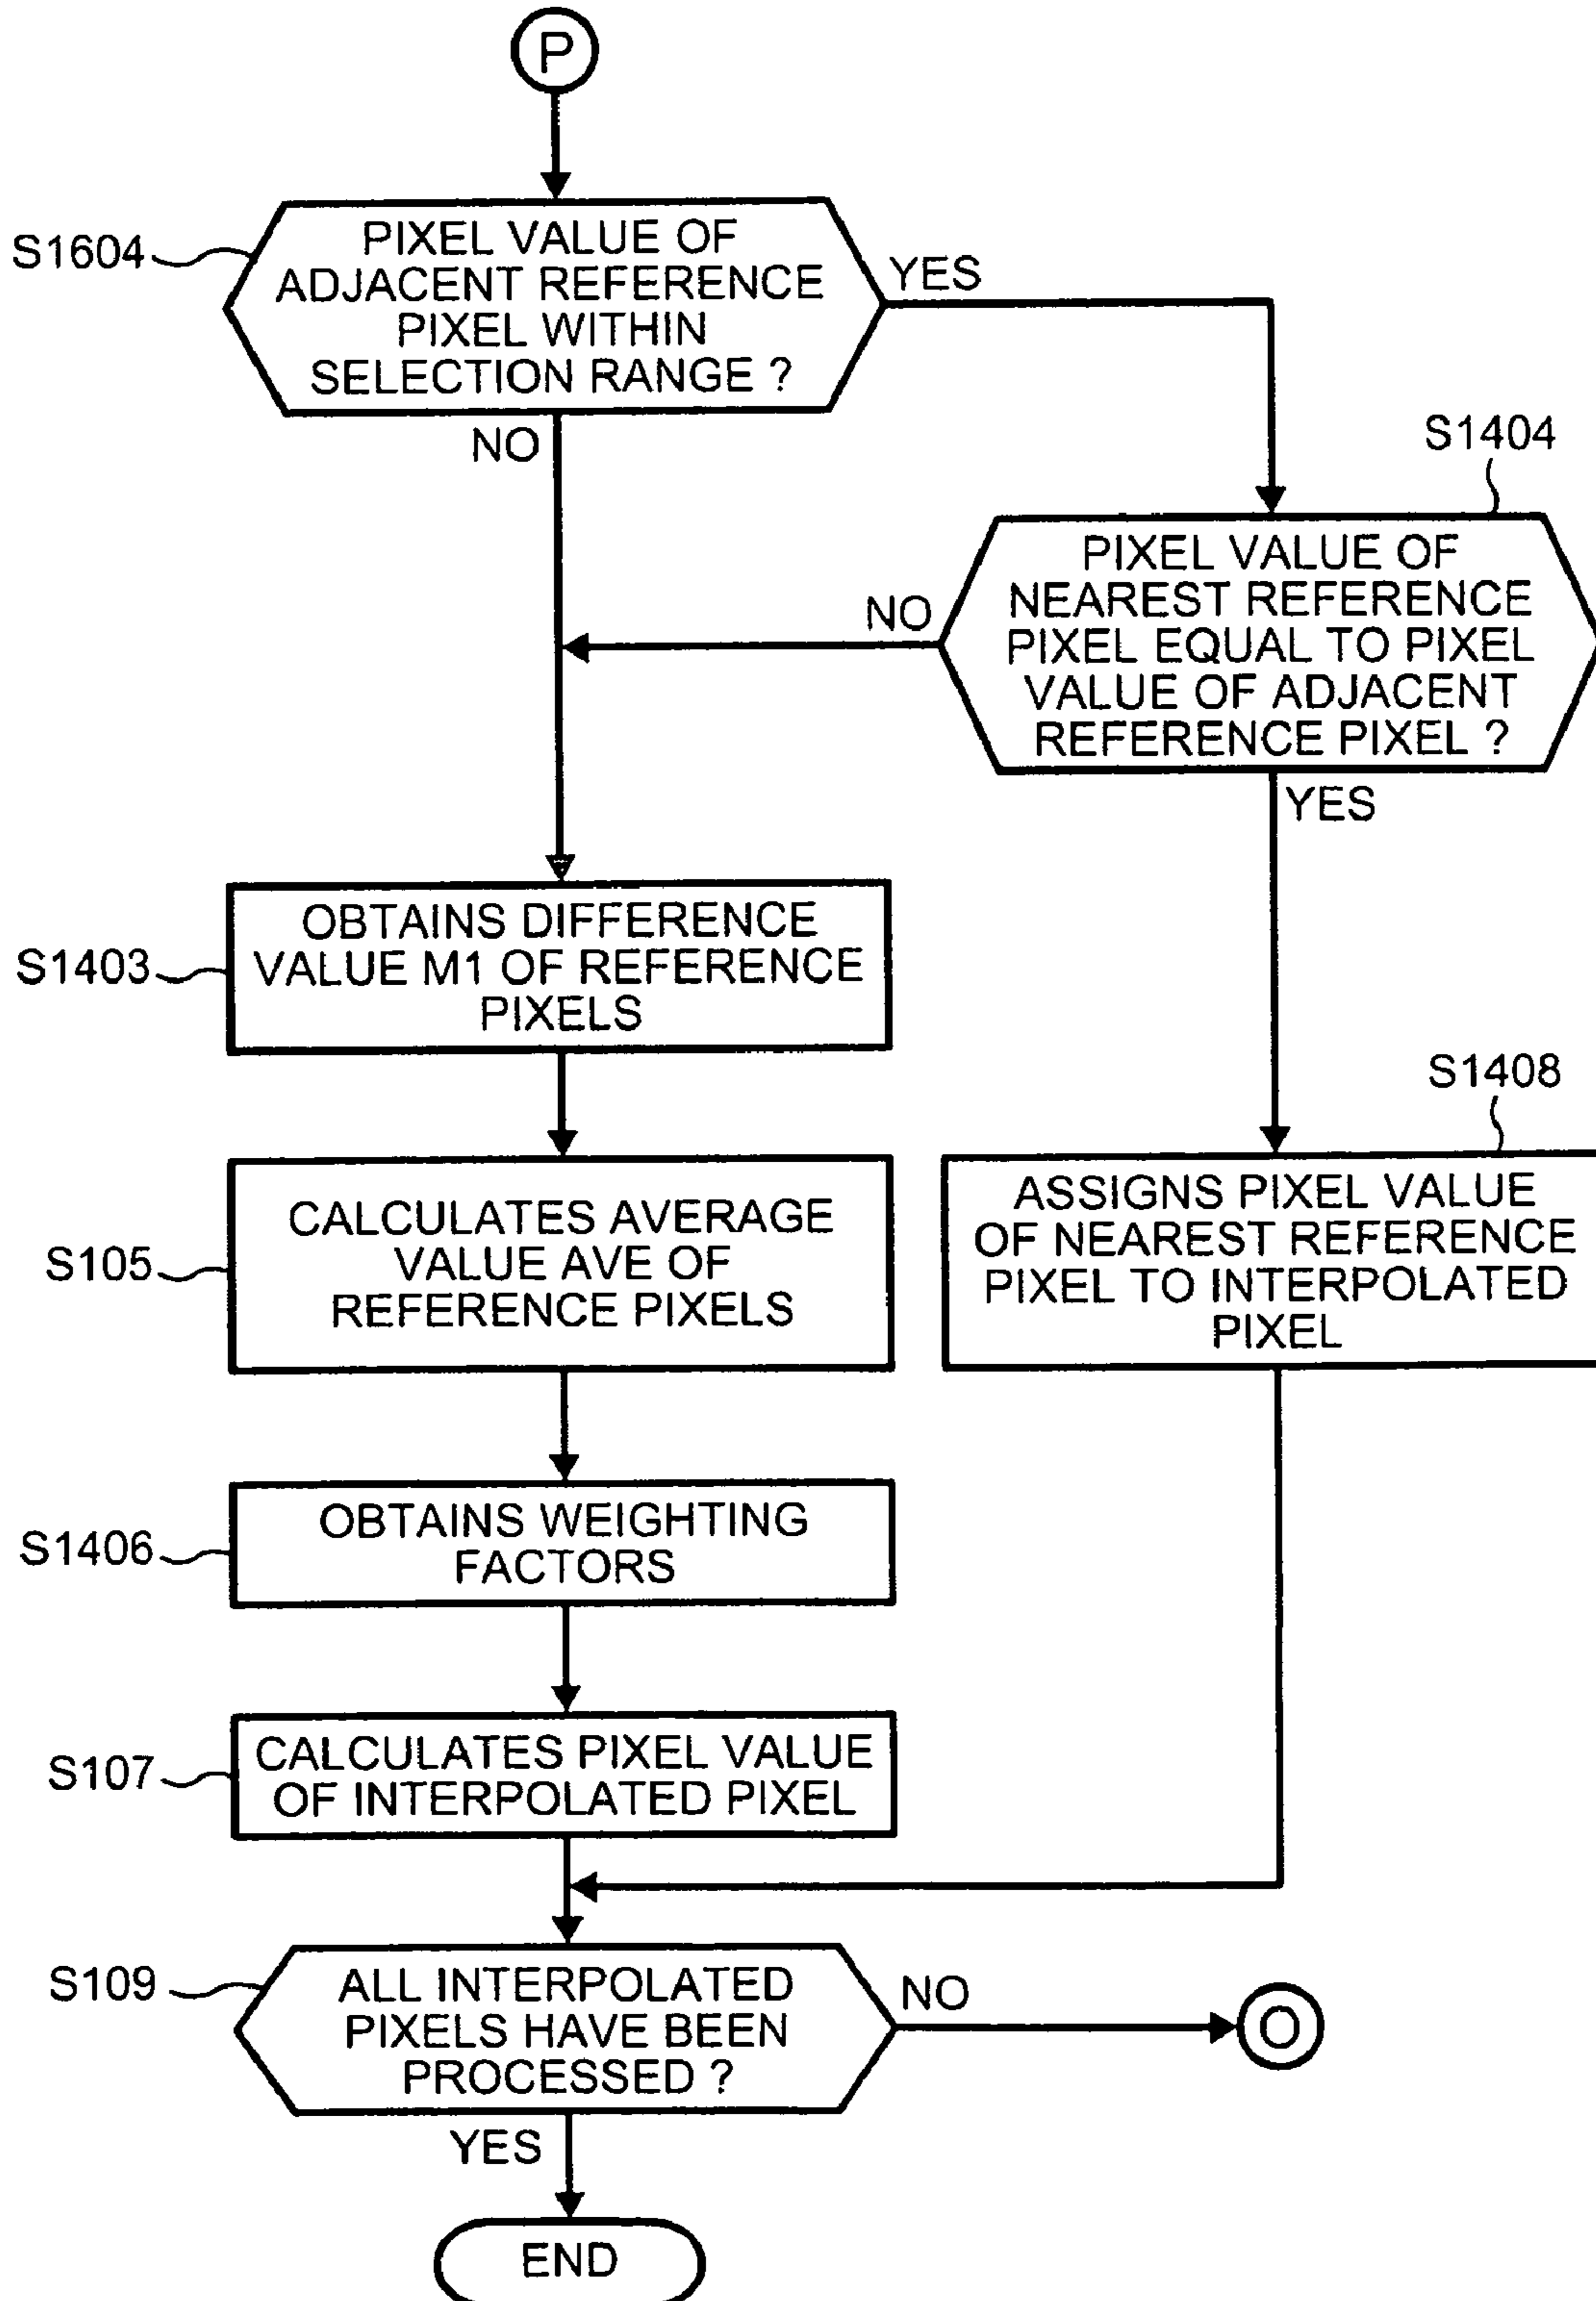 P
S1604
PIXEL VALUE OF
ADJACENT REFERENCE
PIXEL WITHIN
SELECTION RANGE ?
YES
NO
S1404
PIXEL VALUE OF
NEAREST REFERENCE
PIXEL EQUAL TO PIXEL
VALUE OF ADJACENT
REFERENCE PIXEL ?
NO
YES
S1403
OBTAINS DIFFERENCE
VALUE M1 OF REFERENCE
PIXELS
S105
CALCULATES AVERAGE
VALUE AVE OF
REFERENCE PIXELS
S1408
ASSIGNS PIXEL VALUE
OF NEAREST REFERENCE
PIXEL TO INTERPOLATED
PIXEL
S1406
OBTAINS WEIGHTING
FACTORS
S107
CALCULATES PIXEL VALUE
OF INTERPOLATED PIXEL
S109
ALL INTERPOLATED
PIXELS HAVE BEEN
PROCESSED ?
NO
O
YES
END